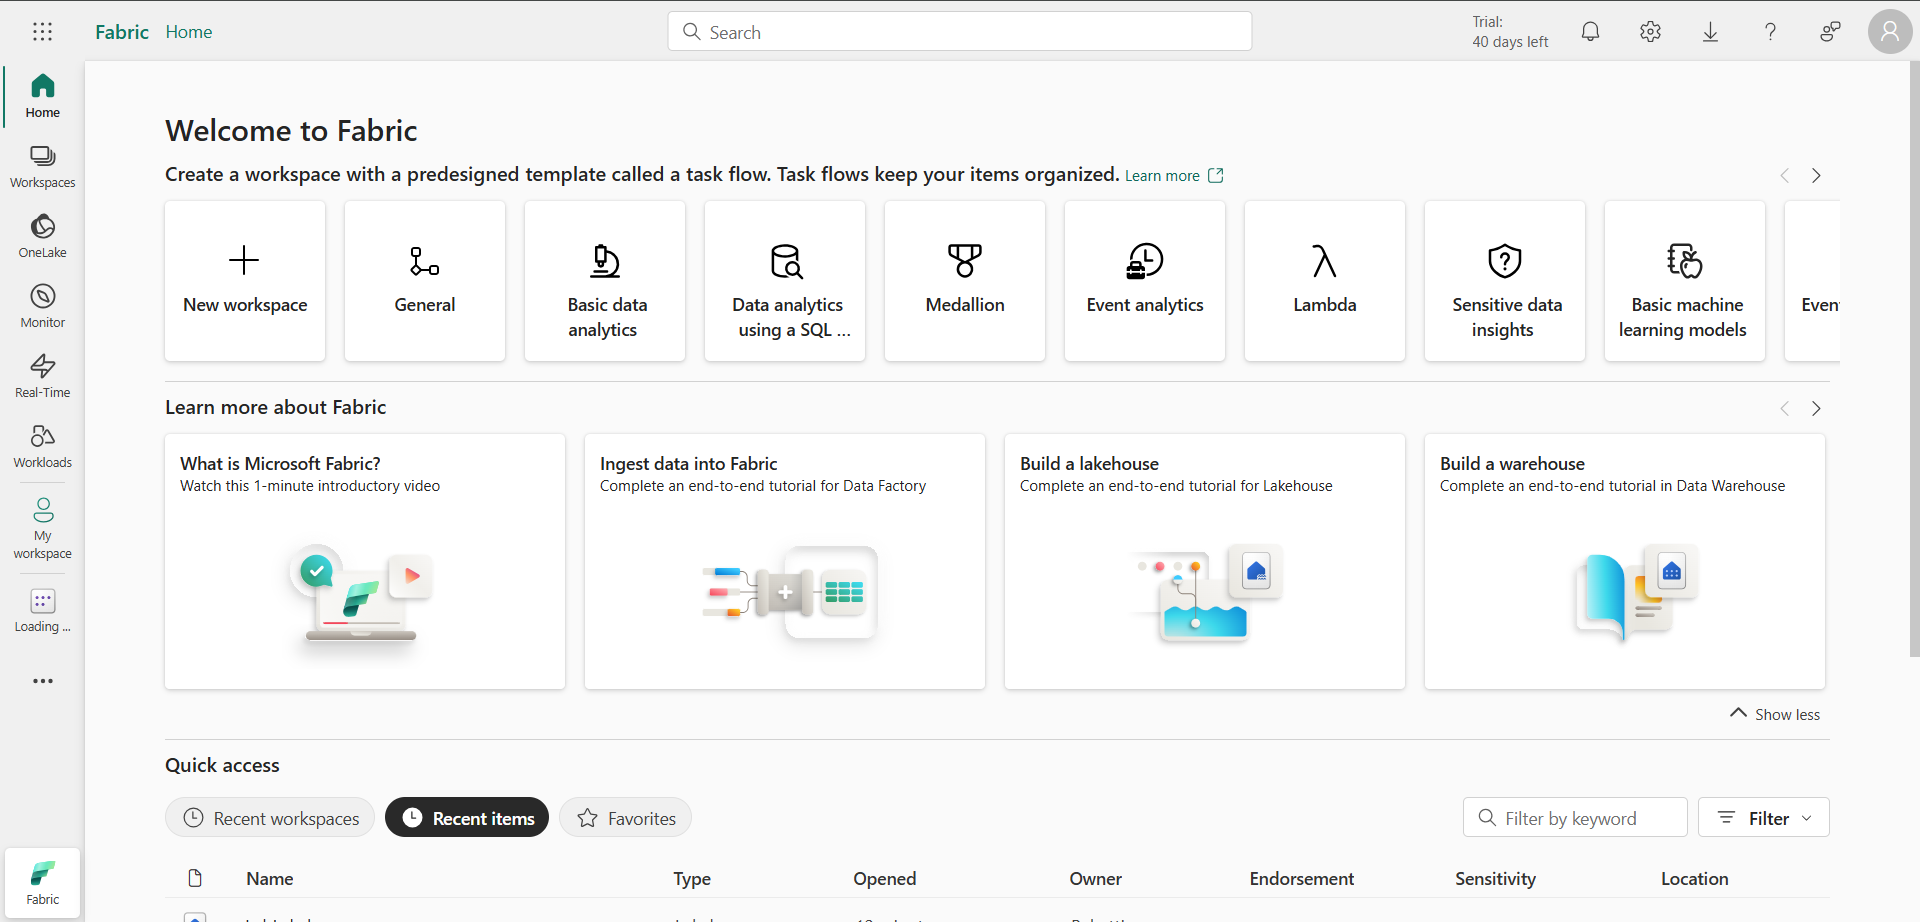 Fabric Home
Search
Trial:
40 days left
Home
Workspaces
OneLake
Monitor
Real-Time
Workloads
My
workspace
Loading ...
Fabric
Welcome to Fabric
Create a workspace with a predesigned template called a task flow. Task flows keep your items organized. Learn more
New workspace
General
Basic data
analytics
Data analytics
using a SQL ...
Medallion
Event analytics
Lambda
Sensitive data
insights
Basic machine
learning models
Even
Learn more about Fabric
What is Microsoft Fabric?
Watch this 1-minute introductory video
Ingest data into Fabric
Complete an end-to-end tutorial for Data Factory
Build a lakehouse
Complete an end-to-end tutorial for Lakehouse
Build a warehouse
Complete an end-to-end tutorial in Data Warehouse
Show less
Quick access
Recent workspaces
Recent items
Favorites
Filter by keyword
Filter
Name Type Opened Owner Endorsement Sensitivity Location